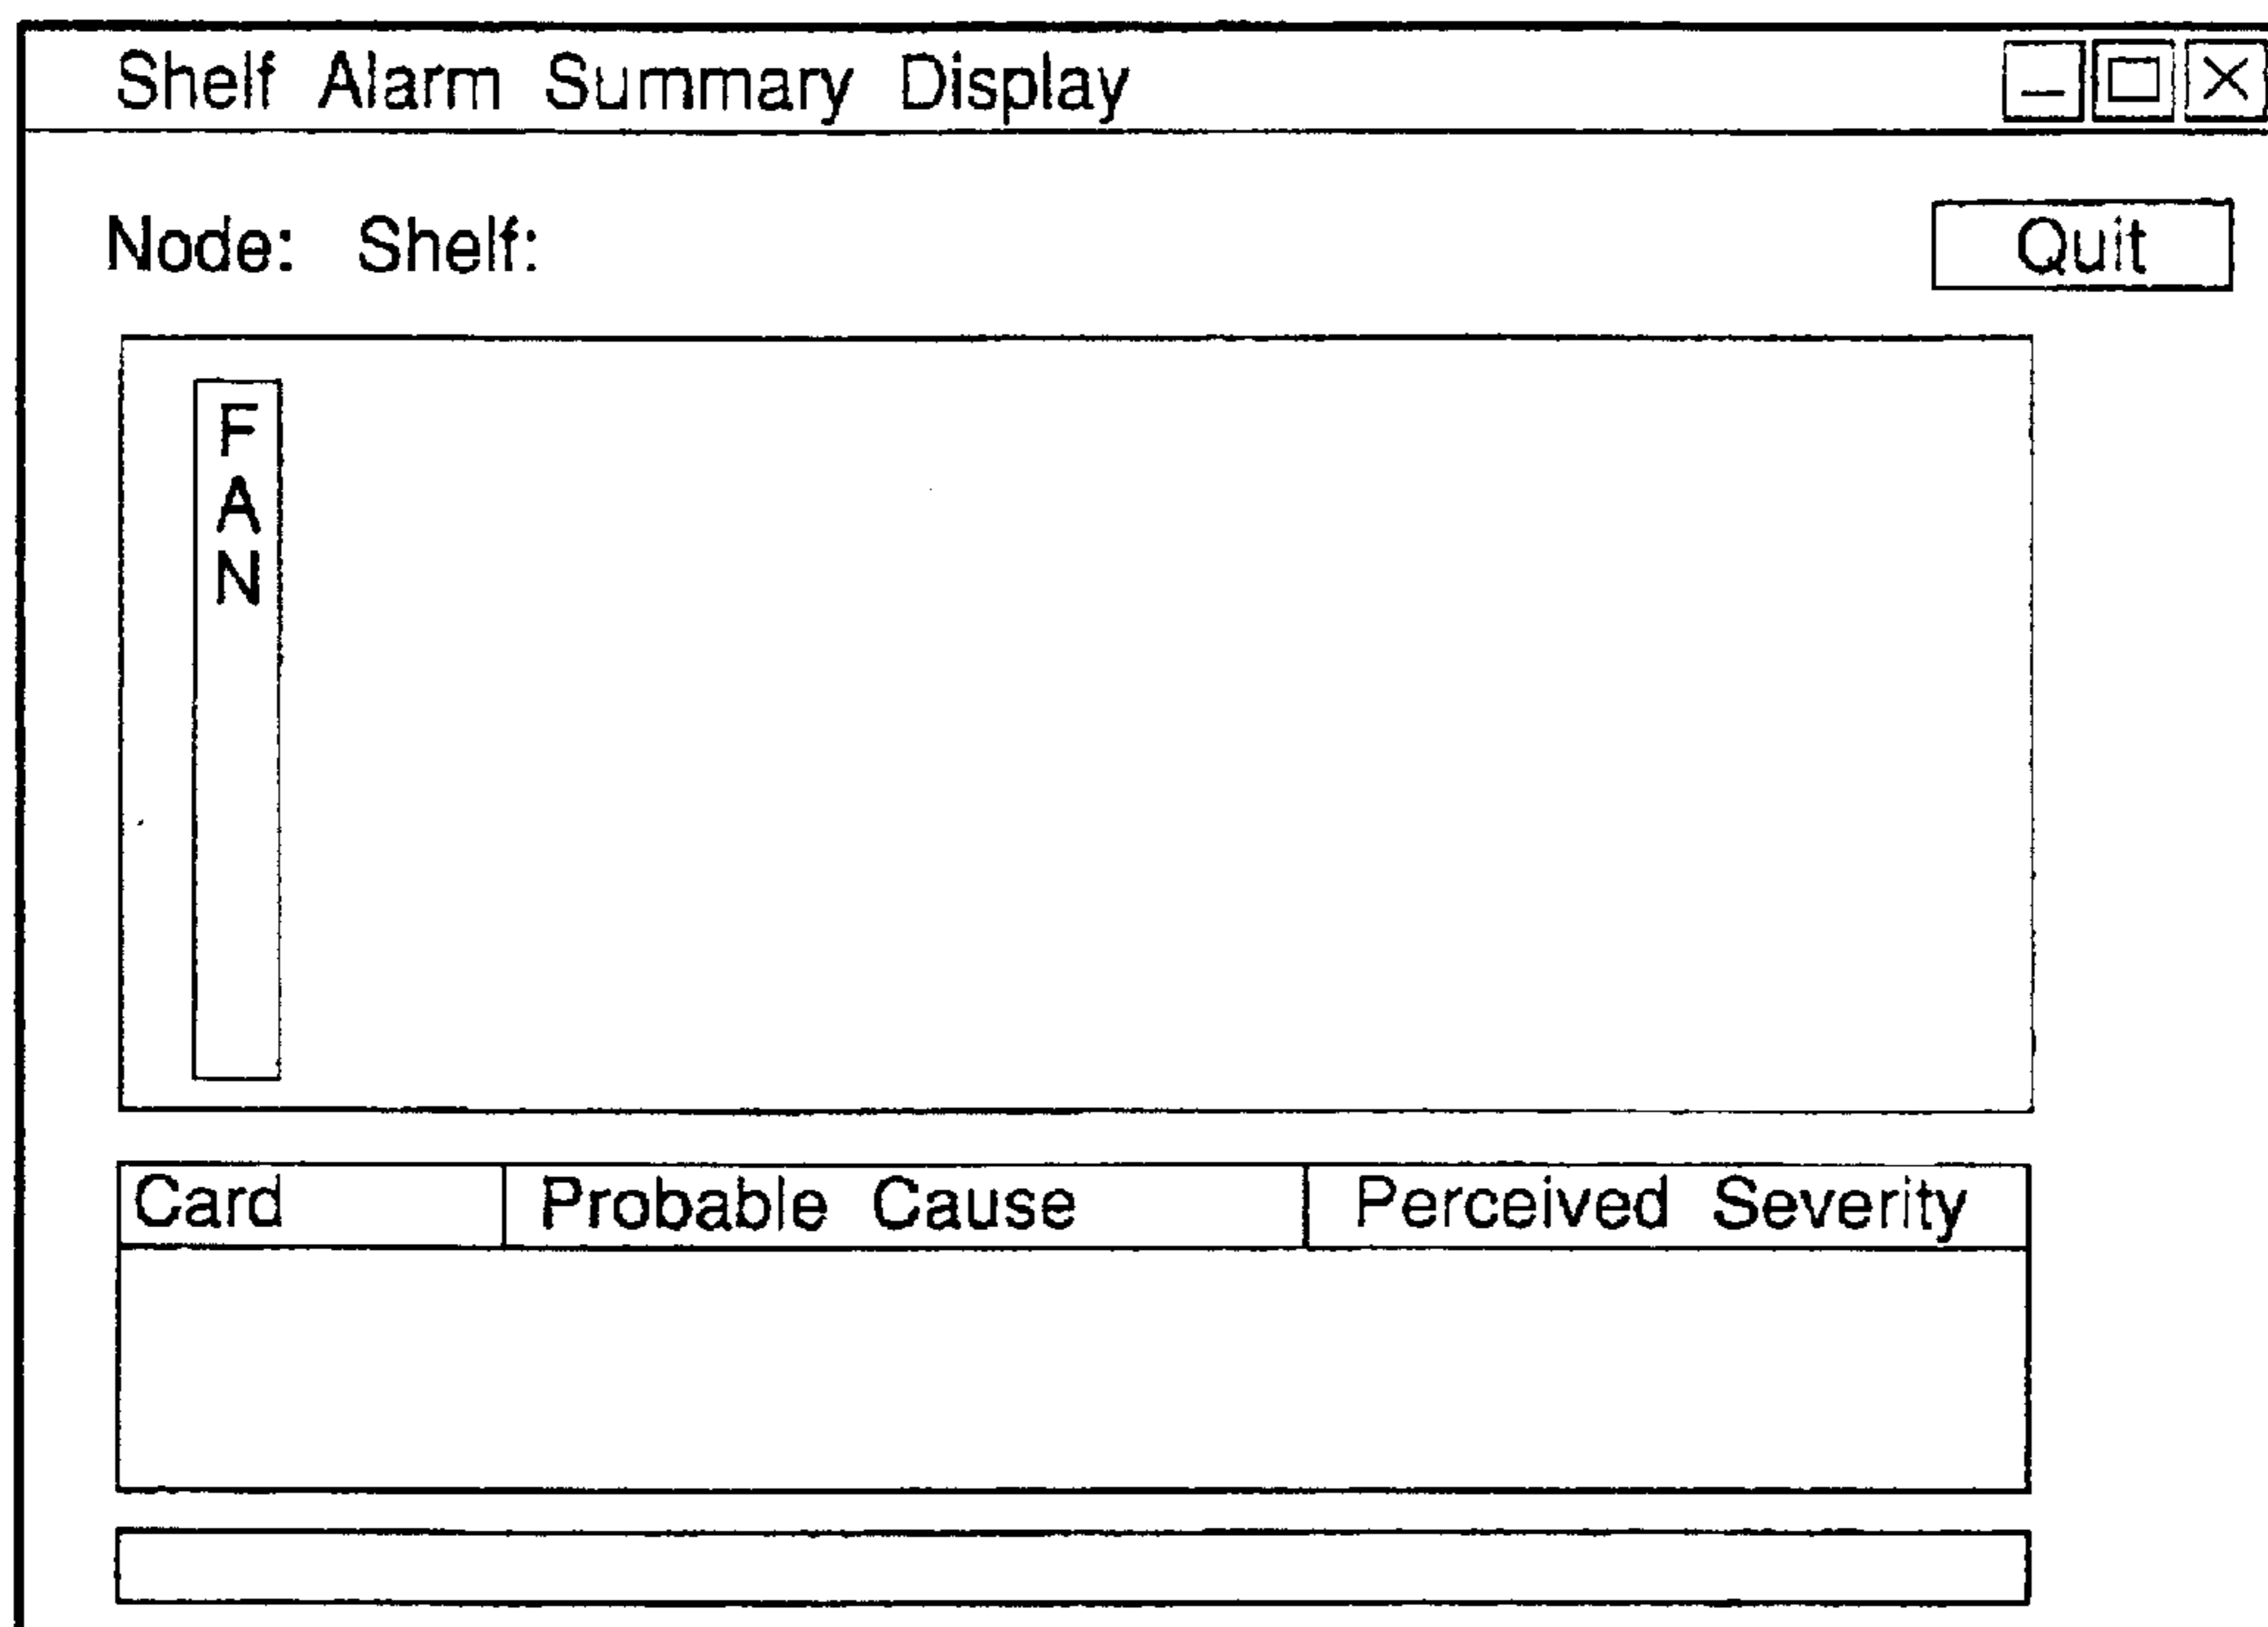 Shelf Alarm Summary Display
Node: Shelf:
Quit
F
A
N
Card Probable Cause Perceived Severity